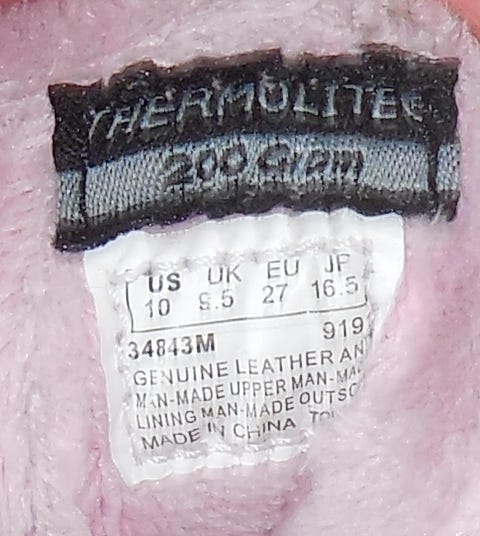 THERMOLITE®
200 gram
US UK EU JP
10 9.5 27 16.5
34843M 919
GENUINE LEATHER AN
MAN-MADE UPPER MAN-MA
LINING MAN-MADE OUTSO
MADE IN CHINA